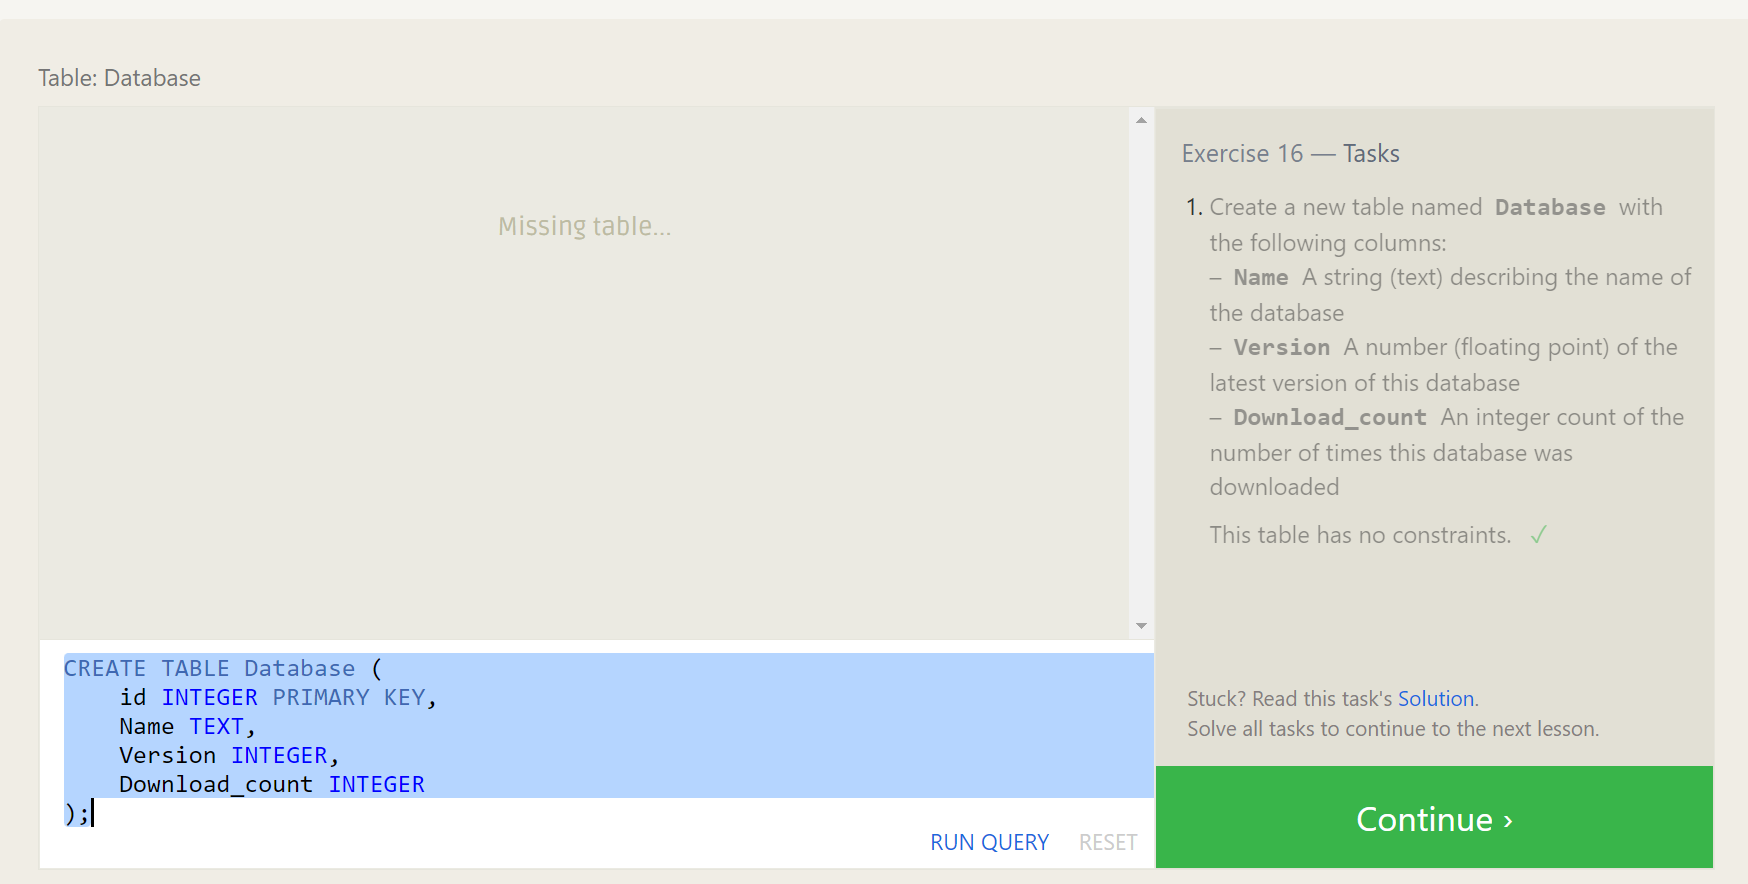 Table: Database
Missing table...
CREATE TABLE Database (
    id INTEGER PRIMARY KEY,
    Name TEXT,
    Version INTEGER,
    Download_count INTEGER
);
RUN QUERY RESET
Exercise 16 — Tasks
1. Create a new table named Database with
the following columns:
– Name A string (text) describing the name of
the database
– Version A number (floating point) of the
latest version of this database
– Download_count An integer count of the
number of times this database was
downloaded
This table has no constraints. ✓
Stuck? Read this task's Solution.
Solve all tasks to continue to the next lesson.
Continue ›